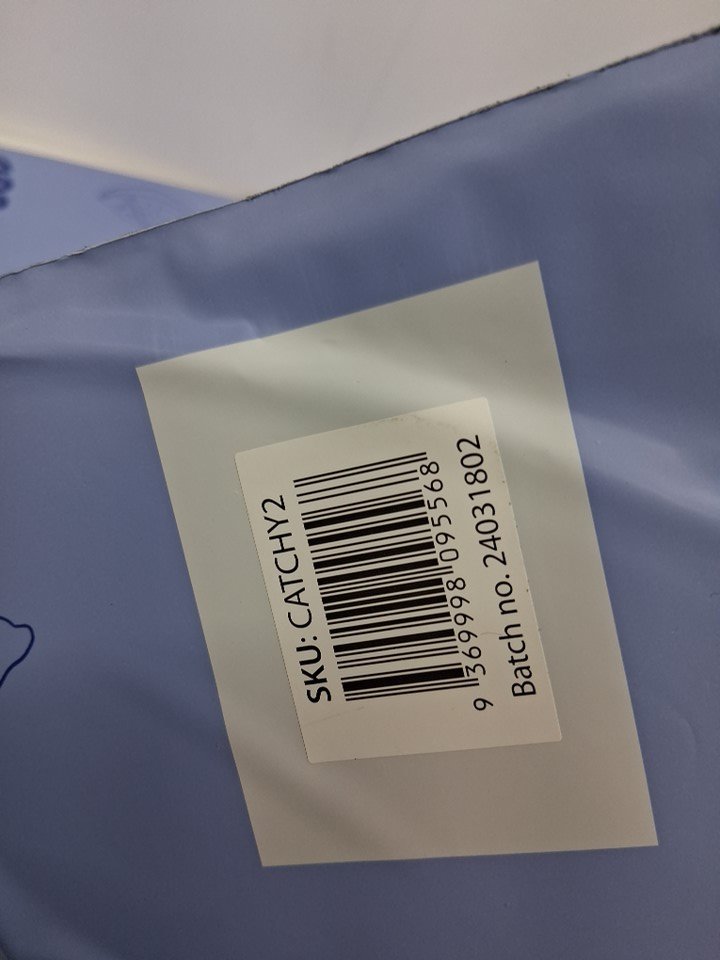 SKU: CATCHY2
9 369998 095568
Batch no. 24031802